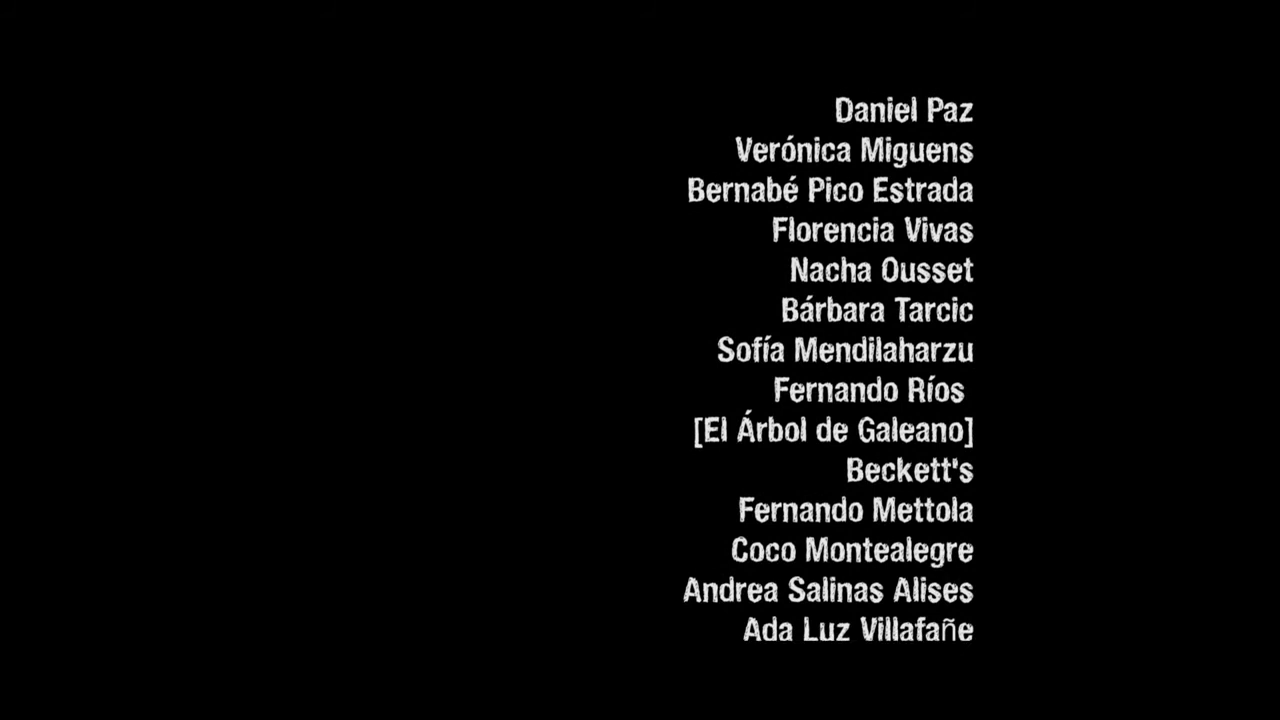 Daniel Paz
Verónica Miguens
Bernabé Pico Estrada
Florencia Vivas
Nacha Ousset
Bárbara Tarcic
Sofía Mendilaharzu
Fernando Ríos
[El Árbol de Galeano]
Beckett's
Fernando Mettola
Coco Montealegre
Andrea Salinas Alises
Ada Luz Villafañe